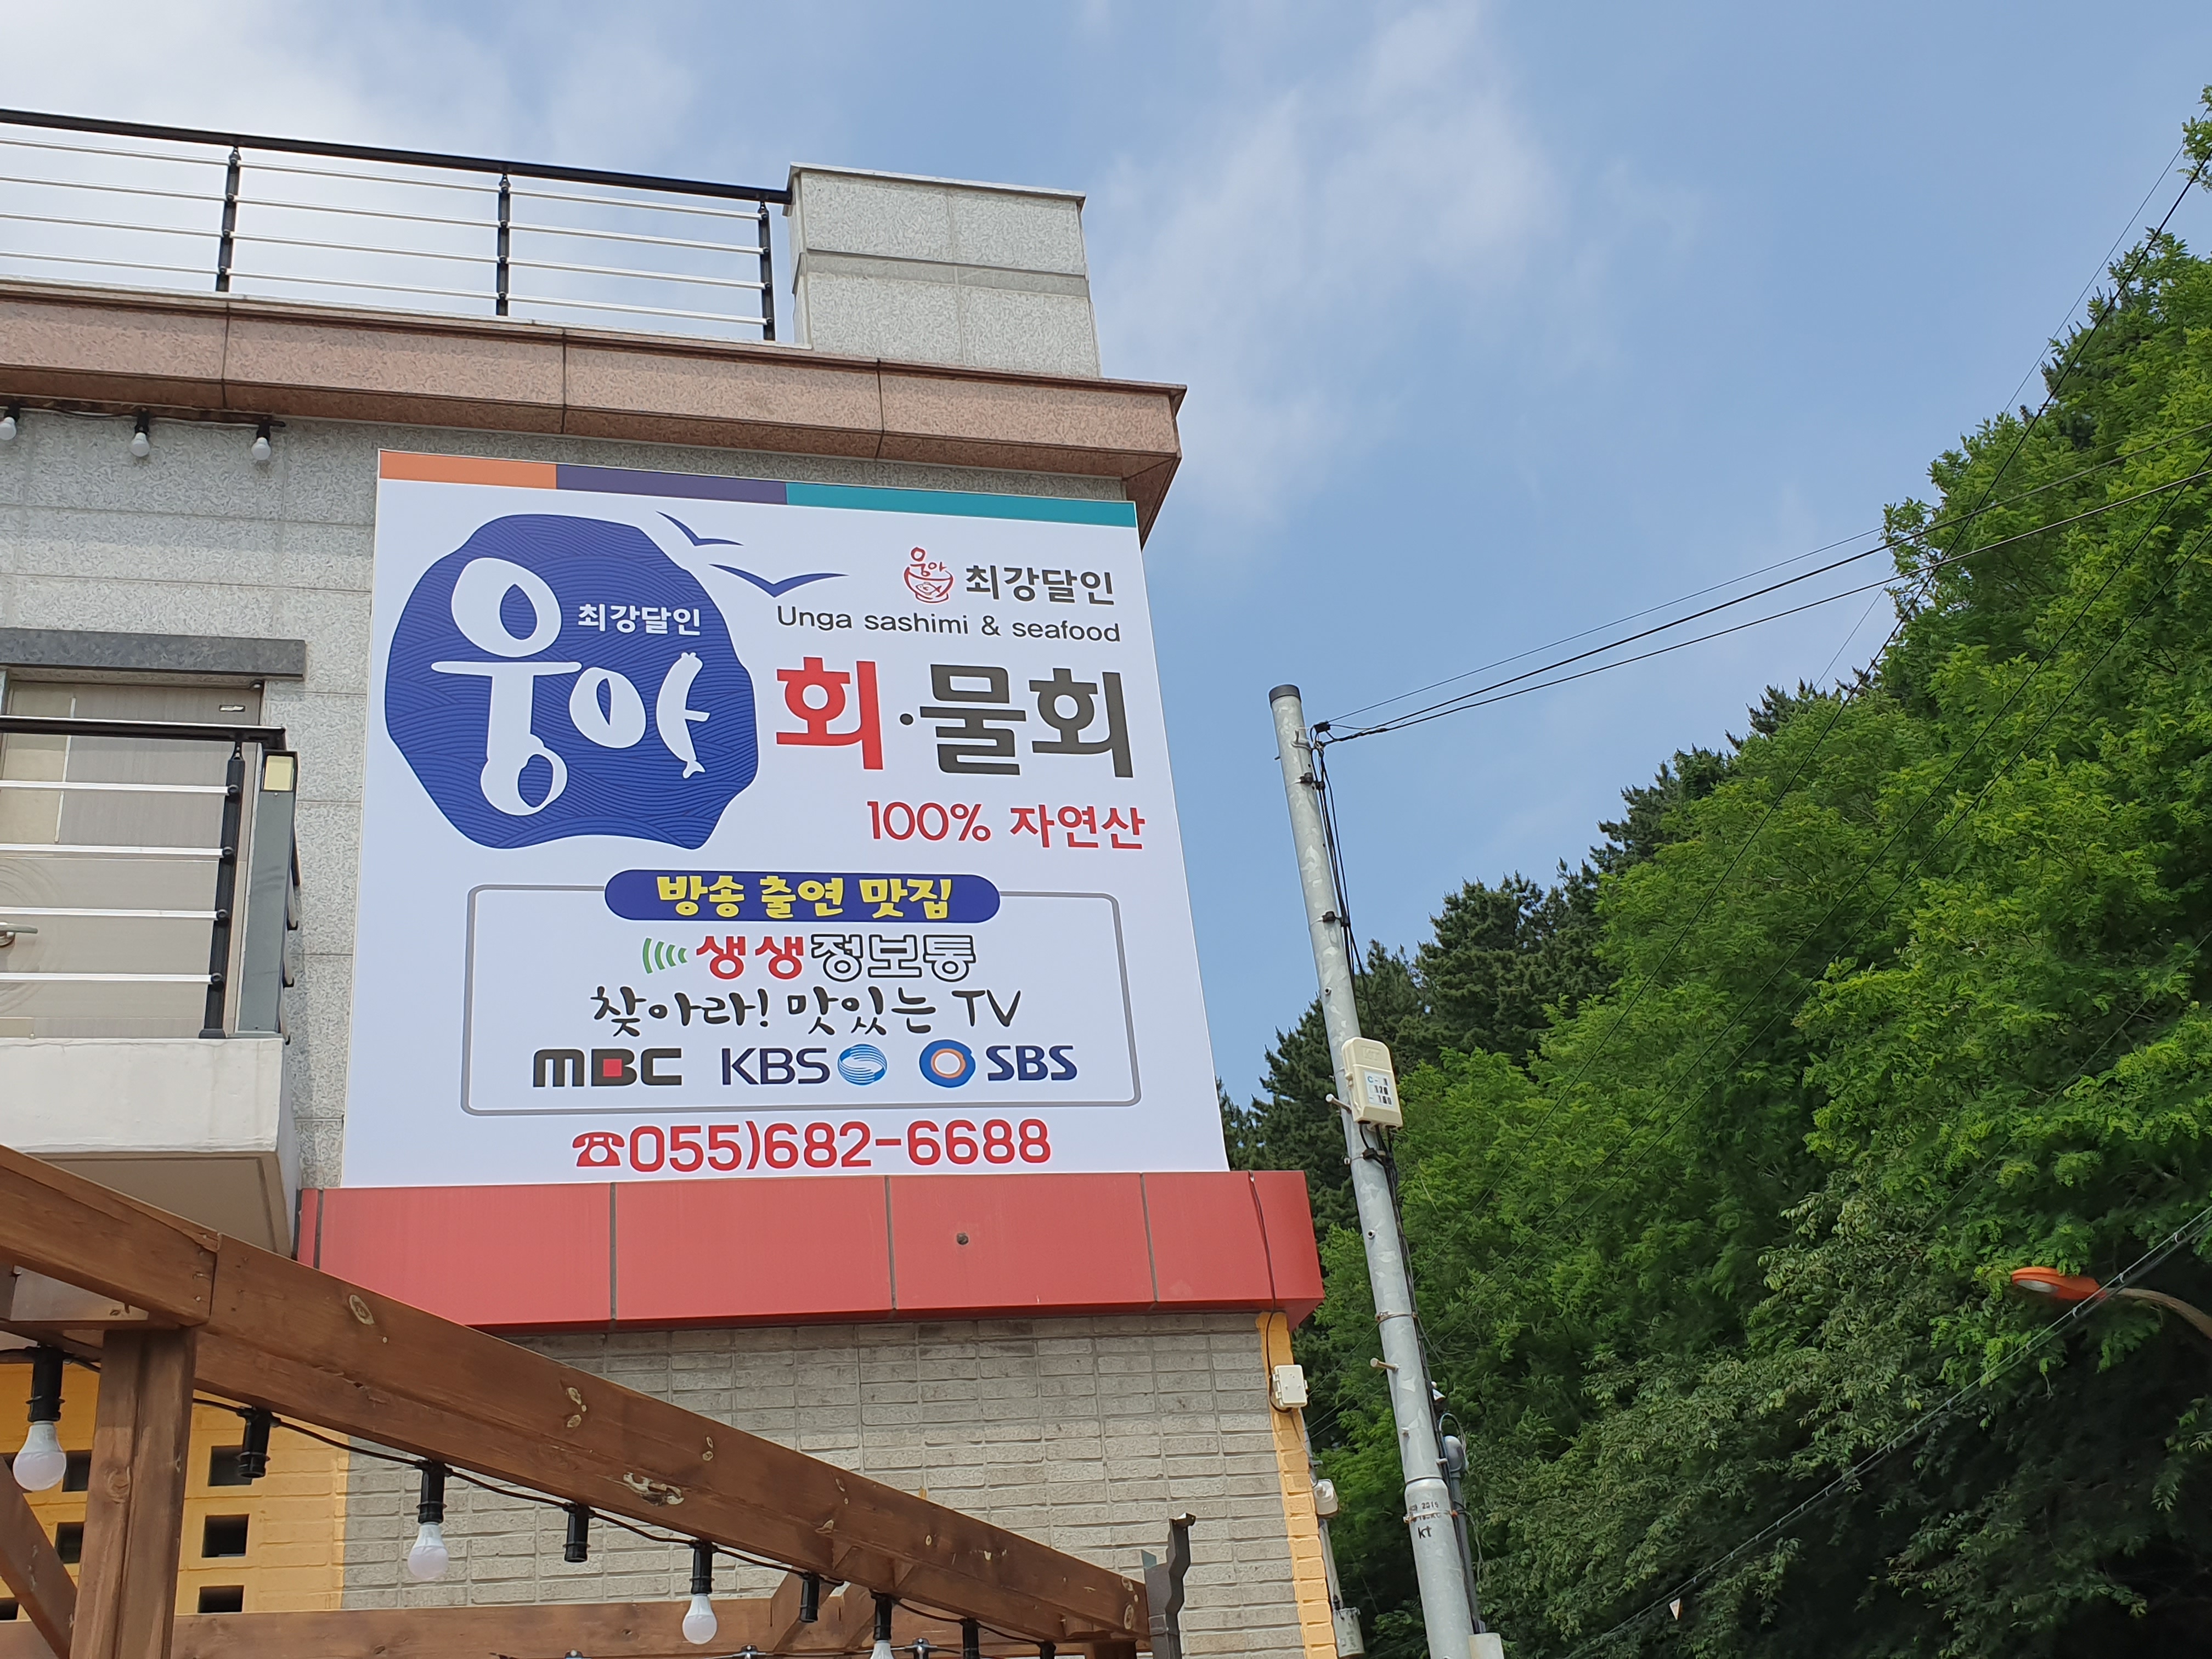 최강달인
웅아
웅아 최강달인
Unga sashimi & seafood
회·물회
100% 자연산
방송 출연 맛집
생생정보통
찾아라! 맛있는 TV
MBC KBS SBS
☎055)682-6688
kt